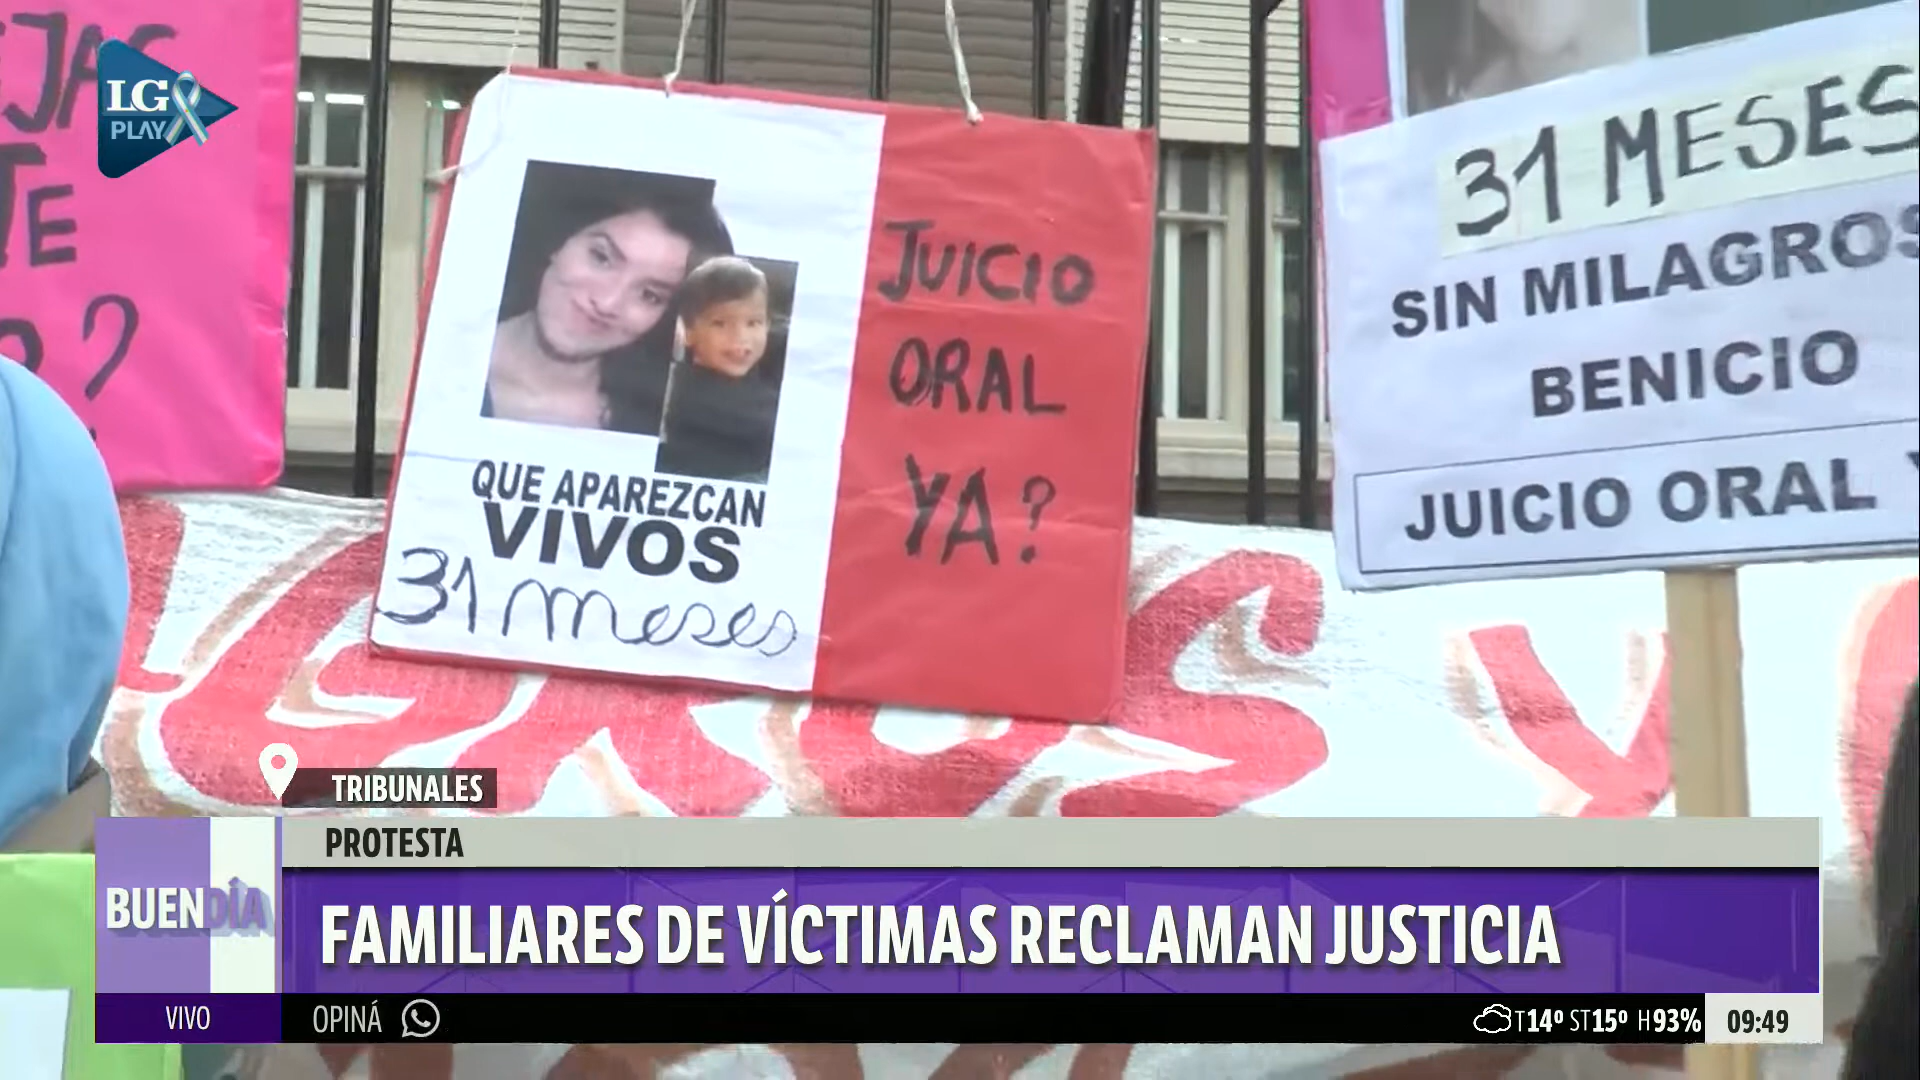 LG
PLAY
TE
?
QUE APAREZCAN
VIVOS
31 meses
JUICIO
ORAL
YA?
31 MESES
SIN MILAGROS
BENICIO
JUICIO ORAL
TRIBUNALES
PROTESTA
BUENDÍA
FAMILIARES DE VÍCTIMAS RECLAMAN JUSTICIA
VIVO
OPINÁ
T14º ST15º H93%
09:49